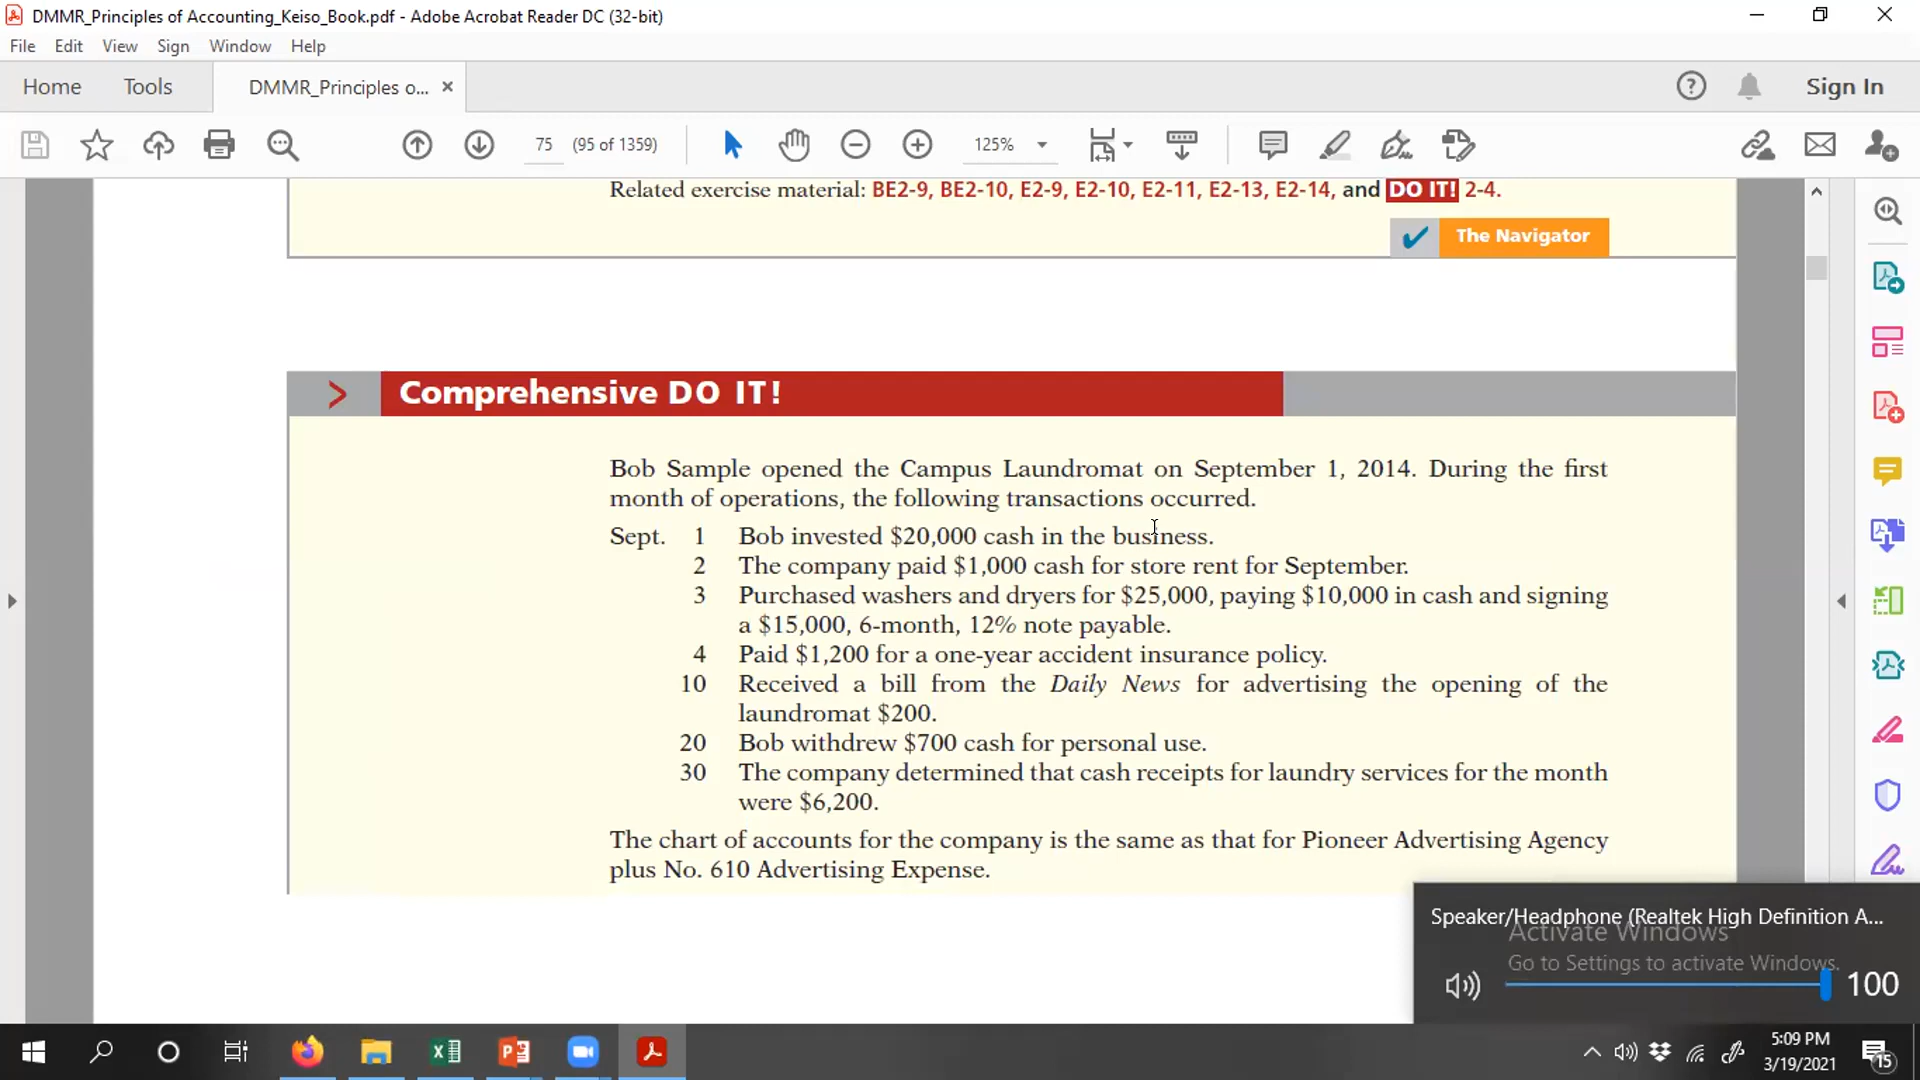 DMMR_Principles of Accounting_Keiso_Book.pdf - Adobe Acrobat Reader DC (32-bit)
File Edit View Sign Window Help
Home Tools DMMR_Principles o... × Sign In
75 (95 of 1359) 125%
Related exercise material: BE2-9, BE2-10, E2-9, E2-10, E2-11, E2-13, E2-14, and DO IT! 2-4.
The Navigator
> Comprehensive DO IT!
Bob Sample opened the Campus Laundromat on September 1, 2014. During the first
month of operations, the following transactions occurred.
Sept. 1 Bob invested $20,000 cash in the business.
2 The company paid $1,000 cash for store rent for September.
3 Purchased washers and dryers for $25,000, paying $10,000 in cash and signing
a $15,000, 6-month, 12% note payable.
4 Paid $1,200 for a one-year accident insurance policy.
10 Received a bill from the Daily News for advertising the opening of the
laundromat $200.
20 Bob withdrew $700 cash for personal use.
30 The company determined that cash receipts for laundry services for the month
were $6,200.
The chart of accounts for the company is the same as that for Pioneer Advertising Agency
plus No. 610 Advertising Expense.
Speaker/Headphone (Realtek High Definition A...
Activate Windows
Go to Settings to activate Windows.
100
5:09 PM
3/19/2021
15